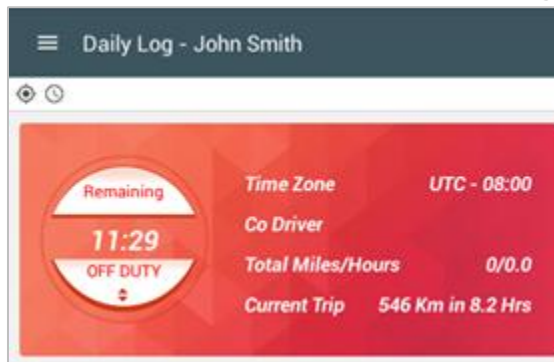 Daily Log - John Smith
Remaining
11:29
OFF DUTY
Time Zone UTC - 08:00
Co Driver
Total Miles/Hours 0/0.0
Current Trip 546 Km in 8.2 Hrs